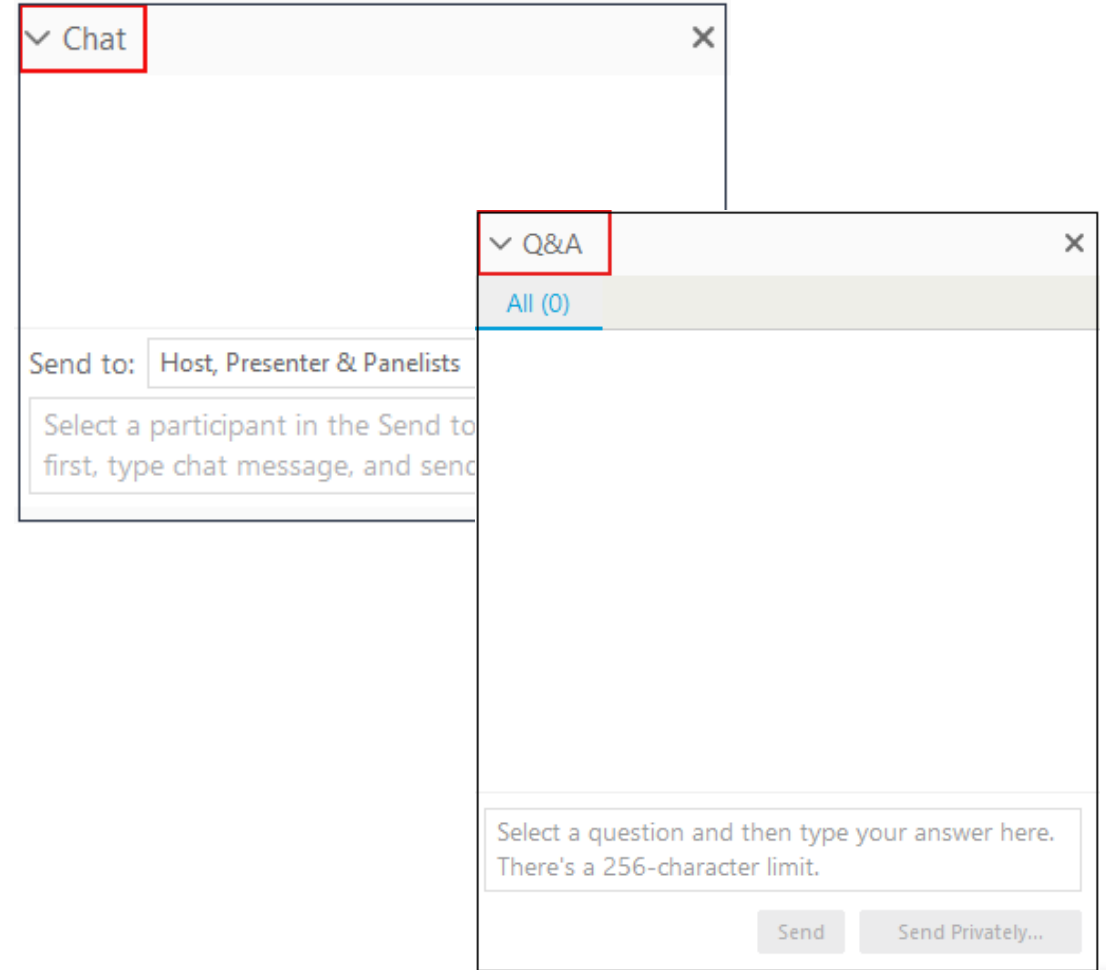 Chat
Send to: Host, Presenter & Panelists
Select a participant in the Send to
first, type chat message, and send
Q&A
All (0)
Select a question and then type your answer here.
There's a 256-character limit.
Send Send Privately...